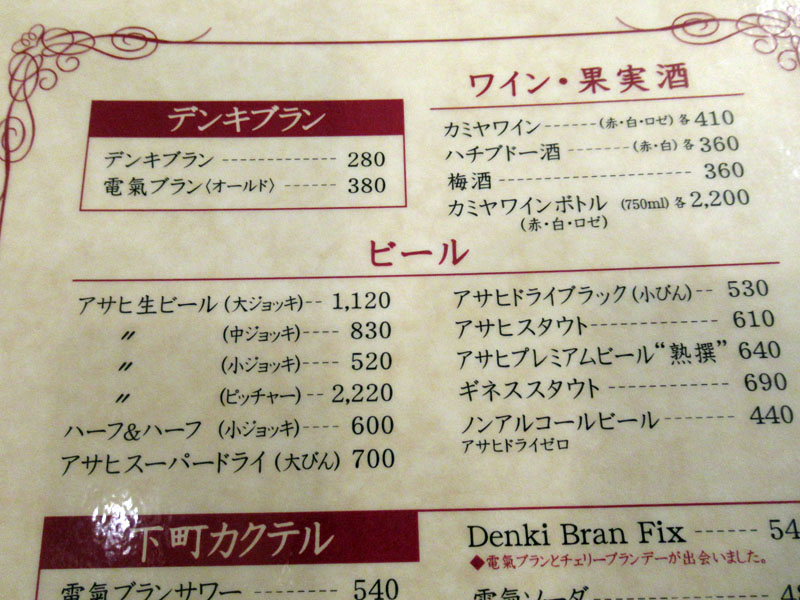 デンキブラン
デンキブラン ------------- 280
電氣ブラン〈オールド〉 ------ 380
ワイン・果実酒
カミヤワイン ------ (赤・白・ロゼ) 各 410
ハチブドー酒 ------- (赤・白) 各 360
梅酒 ---------------------- 360
カミヤワインボトル (750ml) 各 2,200
(赤・白・ロゼ)
ビール
アサヒ生ビール (大ジョッキ) -- 1,120
〃 (中ジョッキ) ---- 830
〃 (小ジョッキ) ---- 520
〃 (ピッチャー) -- 2,220
ハーフ&ハーフ (小ジョッキ) ---- 600
アサヒスーパードライ (大びん) 700
アサヒドライブラック (小びん) -- 530
アサヒスタウト ------------- 610
アサヒプレミアムビール“熟撰” 640
ギネススタウト ------------ 690
ノンアルコールビール -------- 440
アサヒドライゼロ
下町カクテル
電氣ブランサワー ------- 540
Denki Bran Fix ------ 54
◆電氣ブランとチェリーブランデーが出会いました。
電氣ソーダ